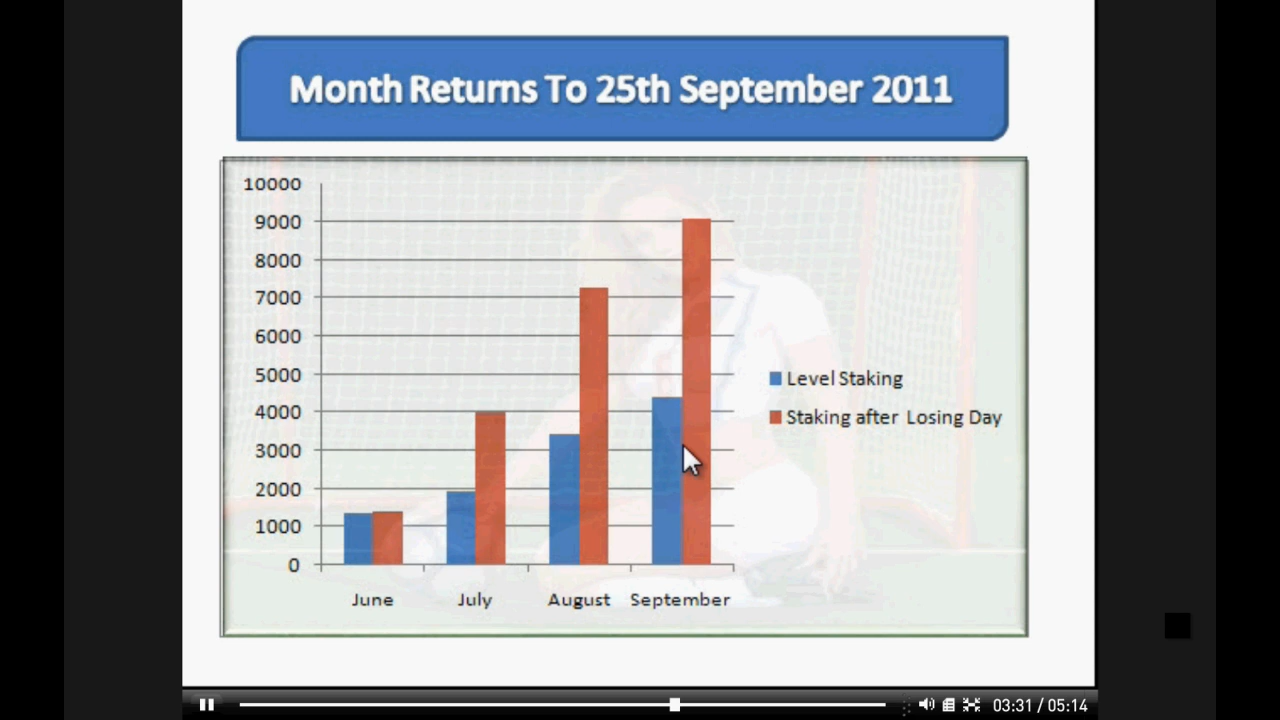 Month Returns To 25th September 2011
10000
9000
8000
7000
6000
5000
4000
3000
2000
1000
0
June July August September
Level Staking
Staking after Losing Day
03:31 / 05:14